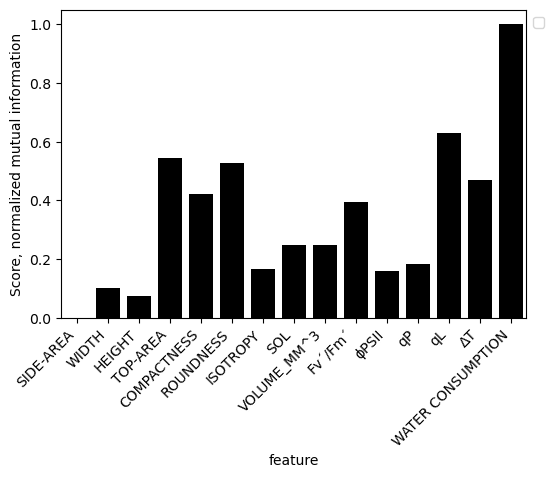 Score, normalized mutual information
1.0
0.8
0.6
0.4
0.2
0.0
SIDE-AREA
WIDTH
HEIGHT
TOP-AREA
COMPACTNESS
ROUNDNESS
ISOTROPY
SOL
VOLUME_MM^3
Fv´/Fm´
ϕPSII
qP
qL
ΔT
WATER CONSUMPTION
feature